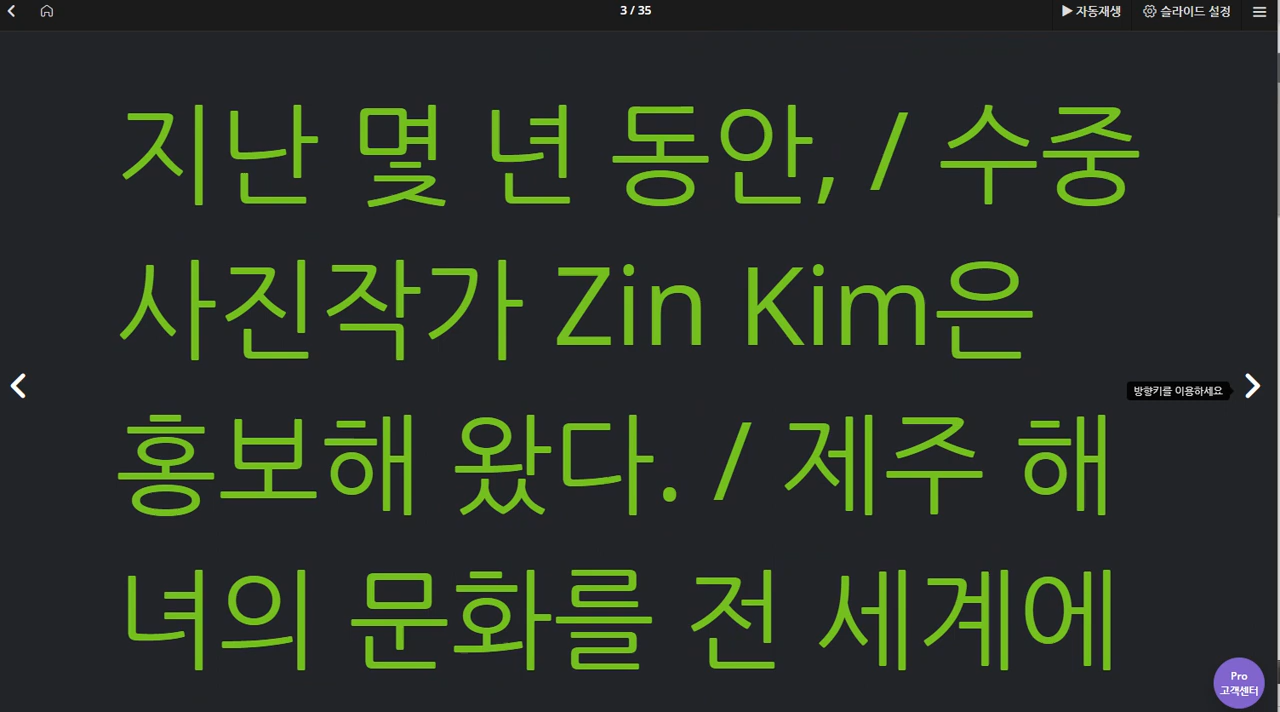 3 / 35
자동재생
슬라이드 설정
지난 몇 년 동안, / 수중
사진작가 Zin Kim은
홍보해 왔다. / 제주 해
녀의 문화를 전 세계에
방향키를 이용하세요
Pro
고객센터